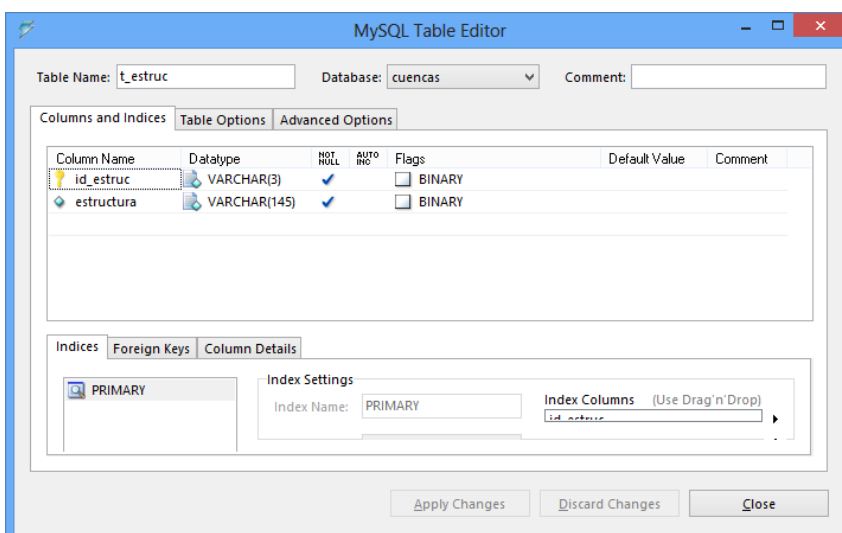 MySQL Table Editor
Table Name: t_estruc Database: cuencas Comment:
Columns and Indices Table Options Advanced Options
Column Name Datatype NOT NULL AUTO INC Flags Default Value Comment
id_estruc VARCHAR(3) BINARY
estructura VARCHAR(145) BINARY
Indices Foreign Keys Column Details
PRIMARY
Index Settings
Index Name: PRIMARY
Index Columns (Use Drag'n'Drop)
id_estruc
Apply Changes Discard Changes Close